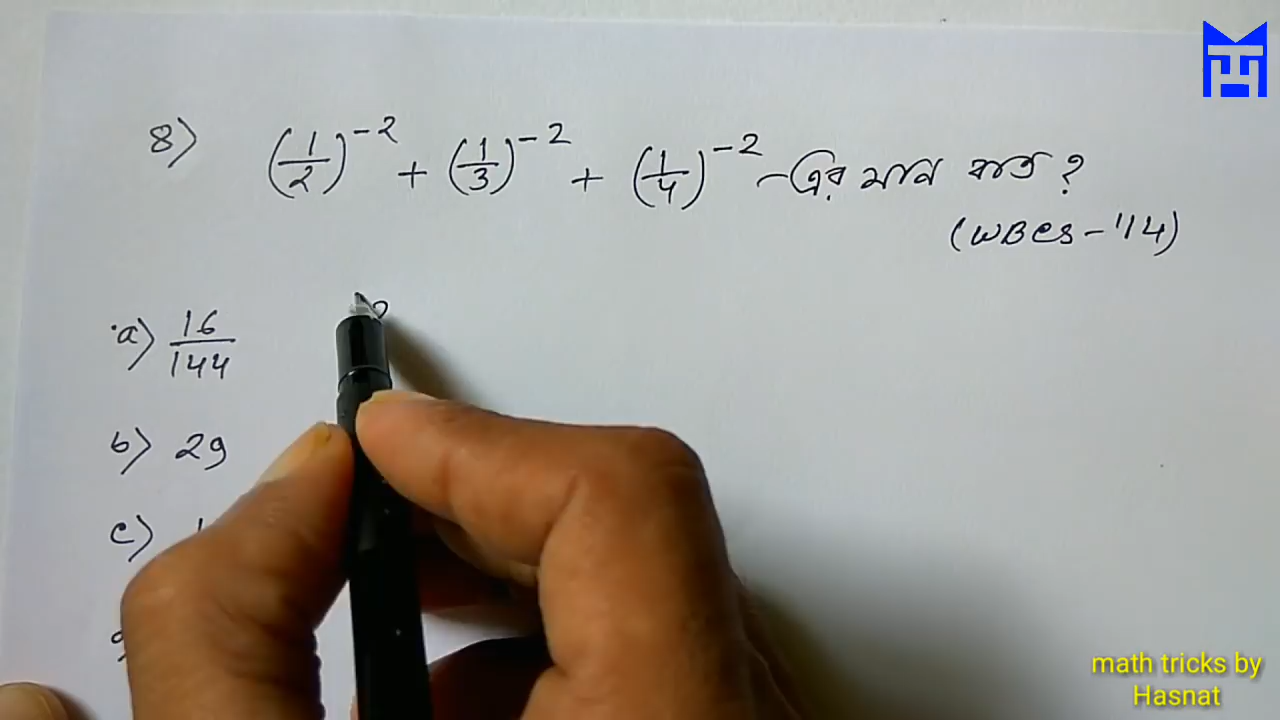 8) (1/2)^-2 + (1/3)^-2 + (1/4)^-2 -এর মান কত ?
(WBCS - '14)
a) 16/144
b) 29
c)
math tricks by
Hasnat